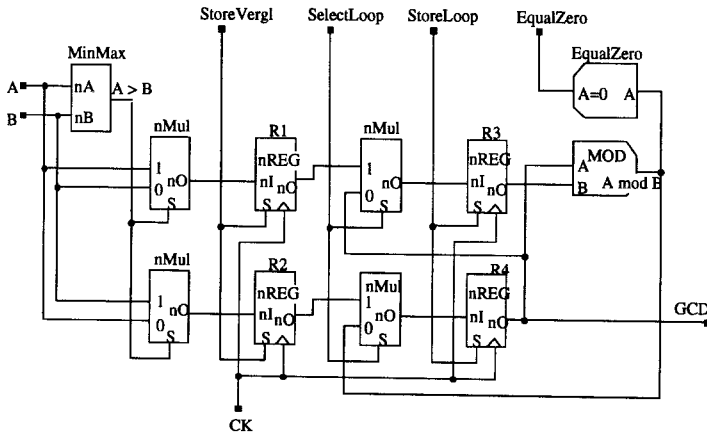 StoreVergl SelectLoop StoreLoop EqualZero
MinMax EqualZero
A nA A > B A=0 A
B nB
nMul R1 nMul R3 MOD
1 nREG 1 nREG A
0 nO nI nO 0 nO nI nO B A mod B
S S S S
nMul R2 nMul R4
1 nREG 1 nREG GCD
0 nO nI nO 0 nO nI nO
S S S S
CK